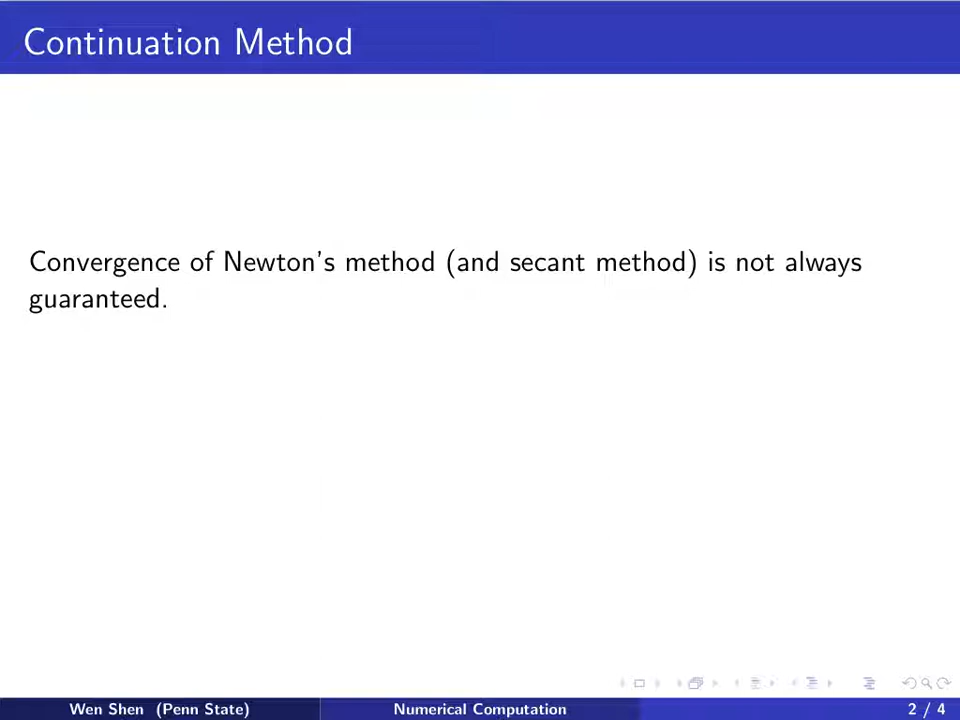 Continuation Method
Convergence of Newton's method (and secant method) is not always
guaranteed.
Wen Shen (Penn State)
Numerical Computation
2 / 4